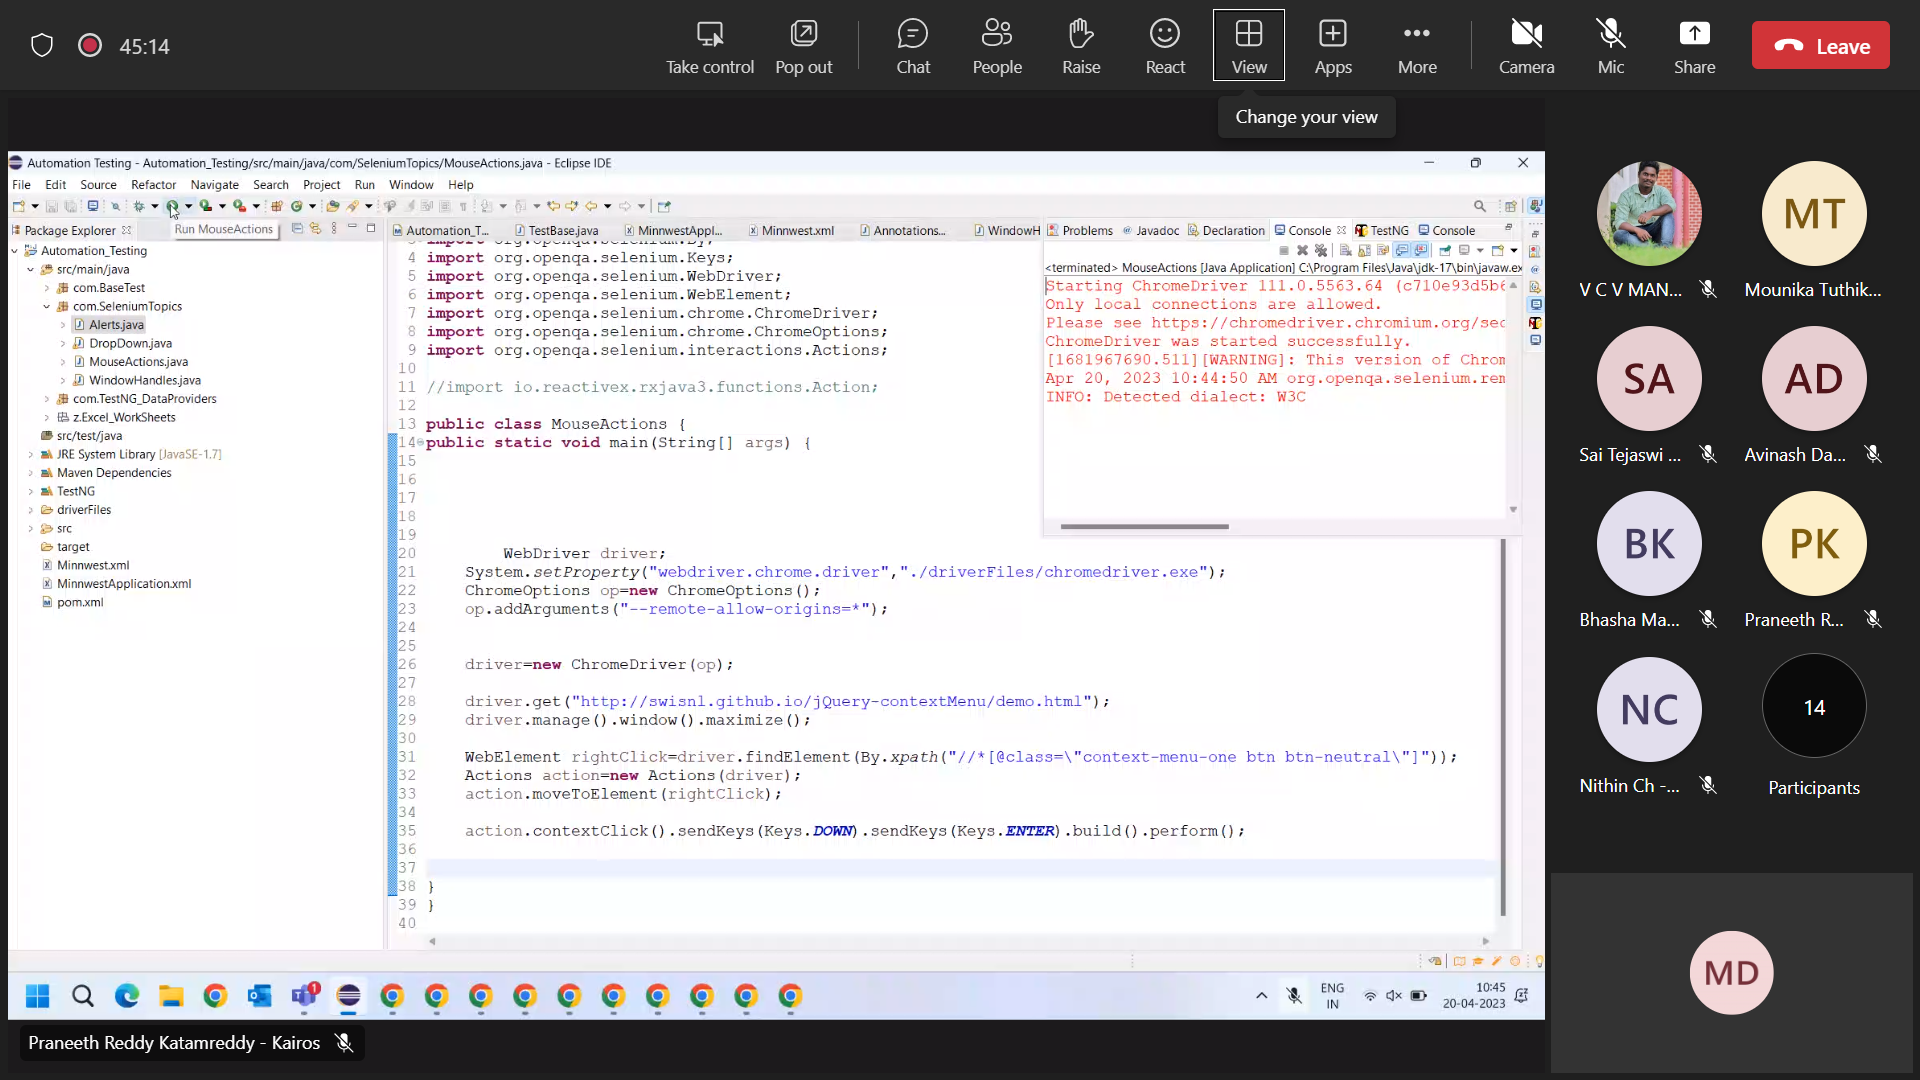 45:14
Take control
Pop out
Chat
People
Raise
React
View
Apps
More
Camera
Mic
Share
Leave
Change your view
Automation Testing - Automation_Testing/src/main/java/com/SeleniumTopics/MouseActions.java - Eclipse IDE
File Edit Source Refactor Navigate Search Project Run Window Help
Package Explorer
Run MouseActions
Automation_Testing
src/main/java
com.BaseTest
com.SeleniumTopics
Alerts.java
DropDown.java
MouseActions.java
WindowHandles.java
com.TestNG_DataProviders
z.Excel_WorkSheets
src/test/java
JRE System Library [JavaSE-1.7]
Maven Dependencies
TestNG
driverFiles
src
target
Minnwest.xml
MinnwestApplication.xml
pom.xml
Automation_T... TestBase.java MinnwestAppl... Minnwest.xml Annotations... WindowH
import org.openqa.selenium.By;
4 import org.openqa.selenium.Keys;
5 import org.openqa.selenium.WebDriver;
6 import org.openqa.selenium.WebElement;
7 import org.openqa.selenium.chrome.ChromeDriver;
8 import org.openqa.selenium.chrome.ChromeOptions;
9 import org.openqa.selenium.interactions.Actions;
10
11 //import io.reactivex.rxjava3.functions.Action;
12
13 public class MouseActions {
14 public static void main(String[] args) {
15
16
17
18
19
20 WebDriver driver;
21 System.setProperty("webdriver.chrome.driver","./driverFiles/chromedriver.exe");
22 ChromeOptions op=new ChromeOptions();
23 op.addArguments("--remote-allow-origins=*");
24
25
26 driver=new ChromeDriver(op);
27
28 driver.get("http://swisnl.github.io/jQuery-contextMenu/demo.html");
29 driver.manage().window().maximize();
30
31 WebElement rightClick=driver.findElement(By.xpath("//*[@class=\"context-menu-one btn btn-neutral\"]"));
32 Actions action=new Actions(driver);
33 action.moveToElement(rightClick);
34
35 action.contextClick().sendKeys(Keys.DOWN).sendKeys(Keys.ENTER).build().perform();
36
37
38 }
39 }
40
Problems Javadoc Declaration Console TestNG Console
<terminated> MouseActions [Java Application] C:\Program Files\Java\jdk-17\bin\javaw.ex
Starting ChromeDriver 111.0.5563.64 (c710e93d5b6
Only local connections are allowed.
Please see https://chromedriver.chromium.org/sec
ChromeDriver was started successfully.
[1681967690.511][WARNING]: This version of Chrom
Apr 20, 2023 10:44:50 AM org.openqa.selenium.rem
INFO: Detected dialect: W3C
1
ENG
IN
10:45
20-04-2023
Praneeth Reddy Katamreddy - Kairos
V C V MAN...
MT
Mounika Tuthik...
SA
Sai Tejaswi ...
AD
Avinash Da...
BK
Bhasha Ma...
PK
Praneeth R...
NC
Nithin Ch -...
14
Participants
MD